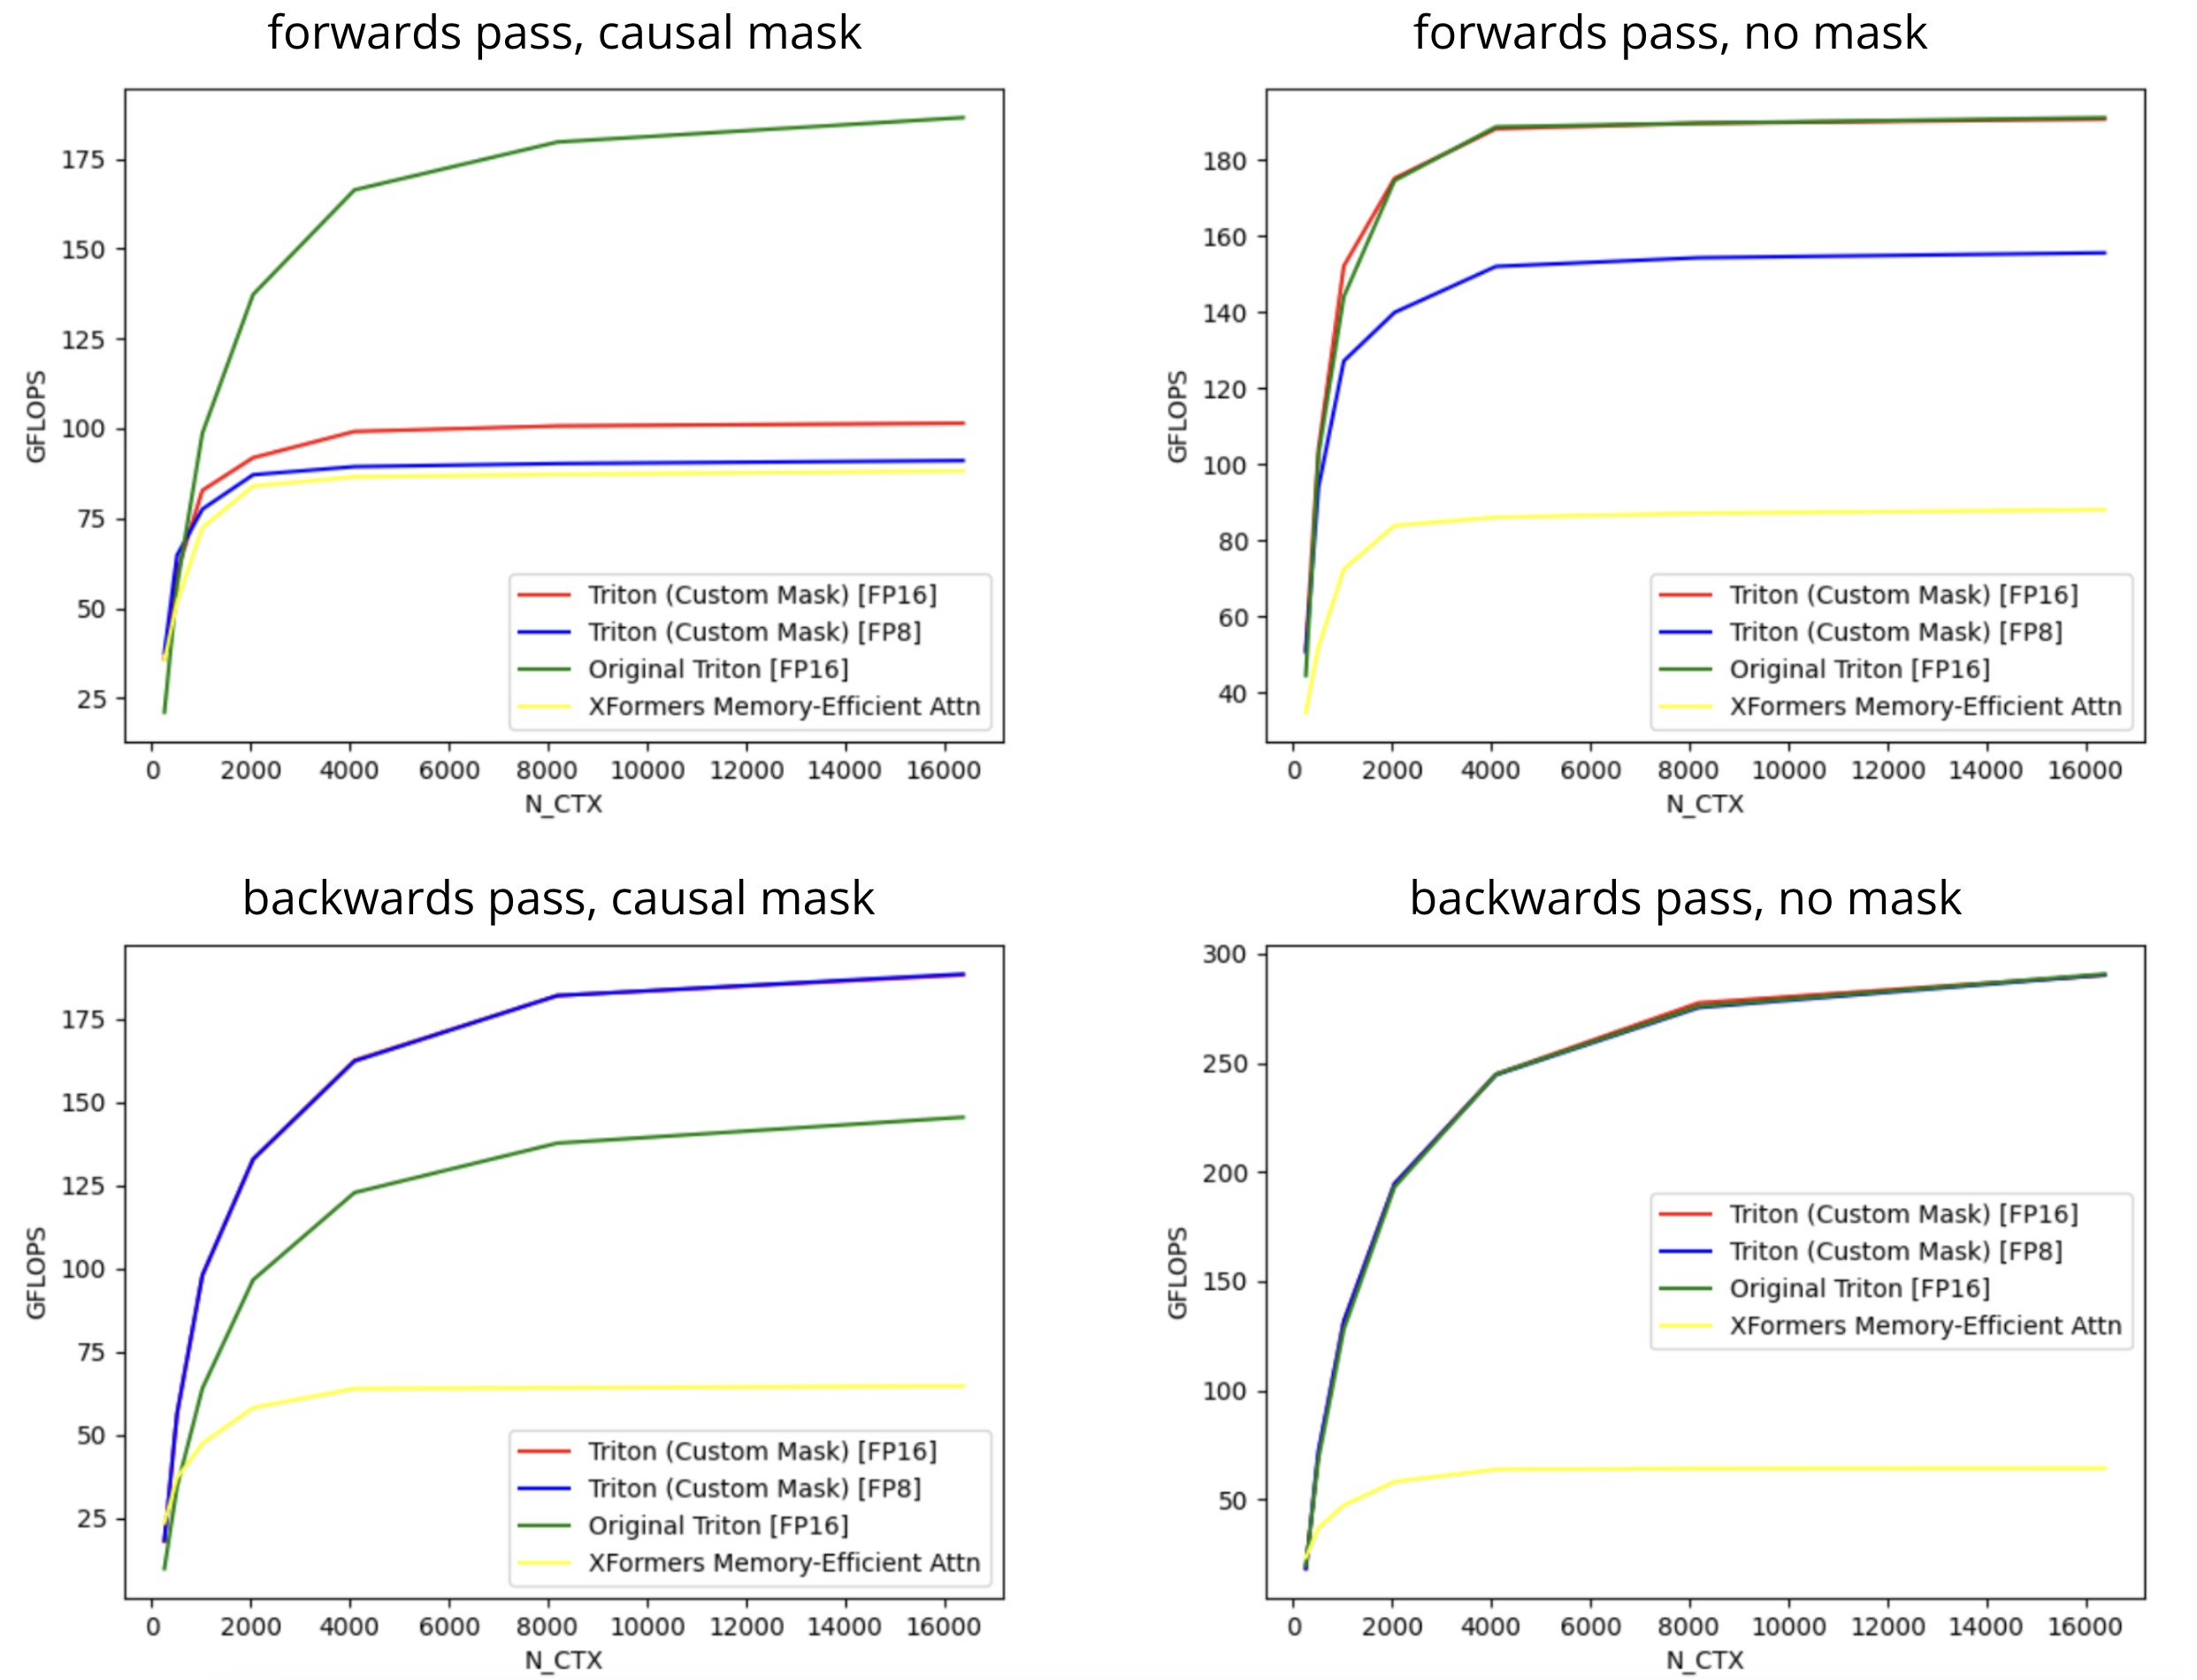 forwards pass, causal mask
175
150
125
100
75
50
25
GFLOPS
Triton (Custom Mask) [FP16]
Triton (Custom Mask) [FP8]
Original Triton [FP16]
XFormers Memory-Efficient Attn
0 2000 4000 6000 8000 10000 12000 14000 16000
N_CTX
forwards pass, no mask
180
160
140
120
100
80
60
40
GFLOPS
Triton (Custom Mask) [FP16]
Triton (Custom Mask) [FP8]
Original Triton [FP16]
XFormers Memory-Efficient Attn
0 2000 4000 6000 8000 10000 12000 14000 16000
N_CTX
backwards pass, causal mask
175
150
125
100
75
50
25
GFLOPS
Triton (Custom Mask) [FP16]
Triton (Custom Mask) [FP8]
Original Triton [FP16]
XFormers Memory-Efficient Attn
0 2000 4000 6000 8000 10000 12000 14000 16000
N_CTX
backwards pass, no mask
300
250
200
150
100
50
GFLOPS
Triton (Custom Mask) [FP16]
Triton (Custom Mask) [FP8]
Original Triton [FP16]
XFormers Memory-Efficient Attn
0 2000 4000 6000 8000 10000 12000 14000 16000
N_CTX